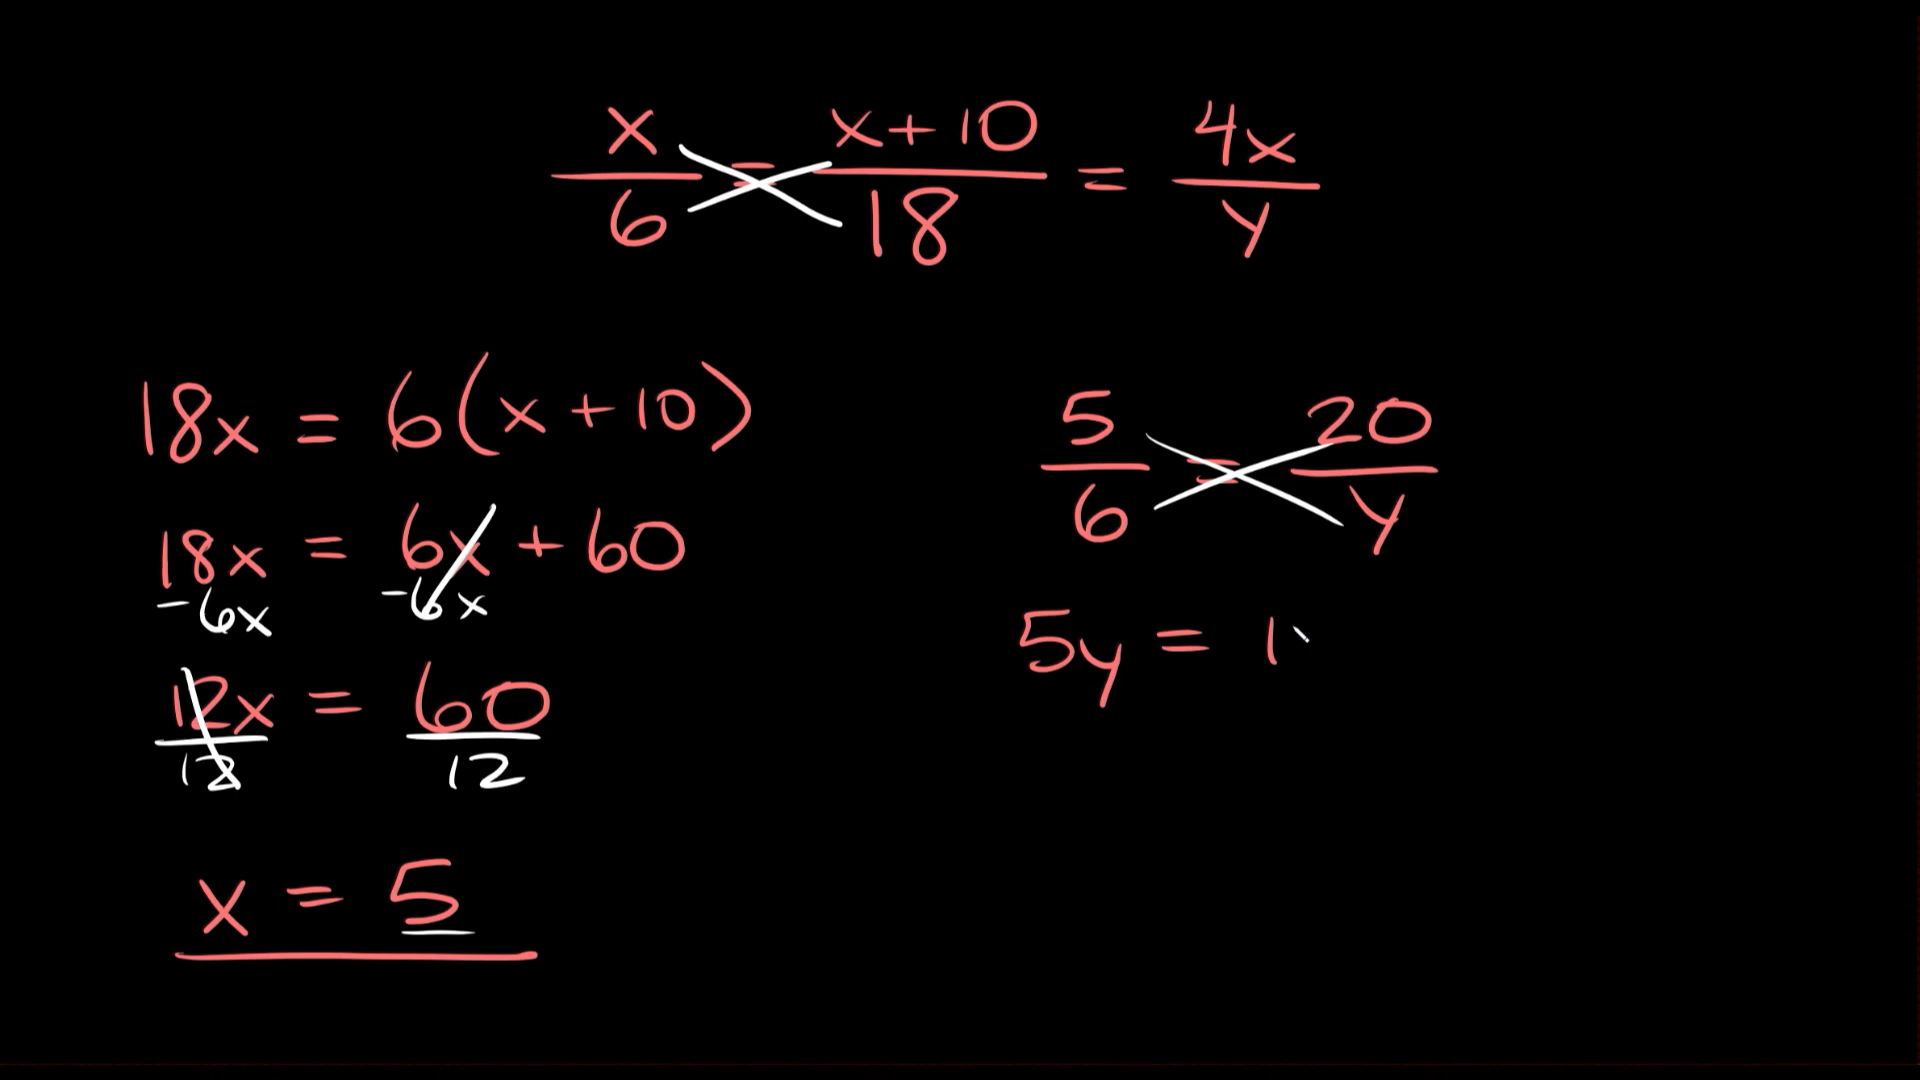 x/6 = x+10/18 = 4x/y
18x = 6(x+10)
18x = 6x + 60
-6x -6x
12x/12 = 60/12
x = 5
5/6 = 20/y
5y = 1